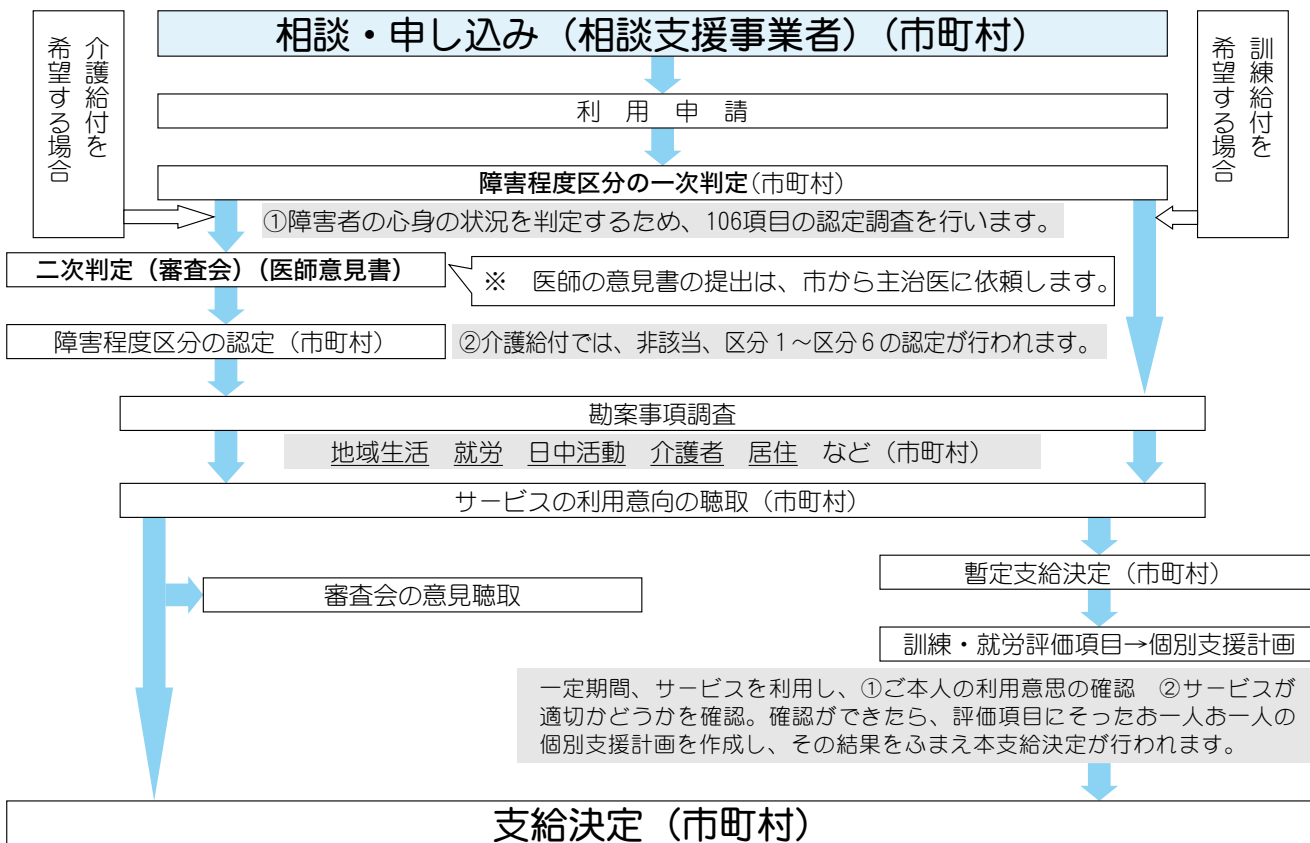 相談・申し込み（相談支援事業者）（市町村）
介護給付を
希望する場合
訓練給付を
希望する場合
利　用　申　請
障害程度区分の一次判定(市町村)
①障害者の心身の状況を判定するため、106項目の認定調査を行います。
二次判定（審査会）（医師意見書）
※　医師の意見書の提出は、市から主治医に依頼します。
障害程度区分の認定（市町村）
②介護給付では、非該当、区分１～区分６の認定が行われます。
勘案事項調査
地域生活　就労　日中活動　介護者　居住　など（市町村）
サービスの利用意向の聴取（市町村）
暫定支給決定（市町村）
審査会の意見聴取
訓練・就労評価項目→個別支援計画
一定期間、サービスを利用し、①ご本人の利用意思の確認　②サービスが
適切かどうかを確認。確認ができたら、評価項目にそったお一人お一人の
個別支援計画を作成し、その結果をふまえ本支給決定が行われます。
支給決定（市町村）